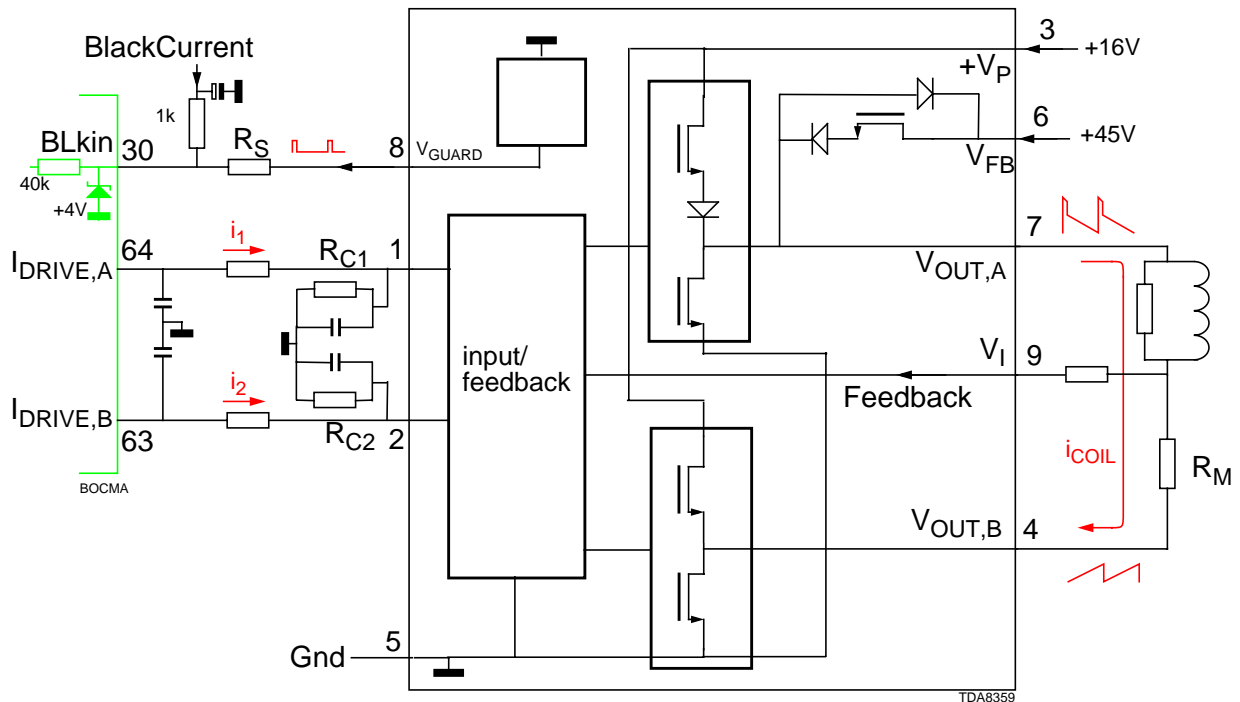 BlackCurrent
1k
BLkin
30
R_S
8
V_GUARD
40k
+4V
3
+16V
+V_P
6
+45V
V_FB
64
i_1
R_C1
1
I_DRIVE,A
7
V_OUT,A
input/
feedback
V_I
9
Feedback
i_2
I_DRIVE,B
63
R_C2
2
BOCMA
i_COIL
R_M
V_OUT,B
4
5
Gnd
TDA8359